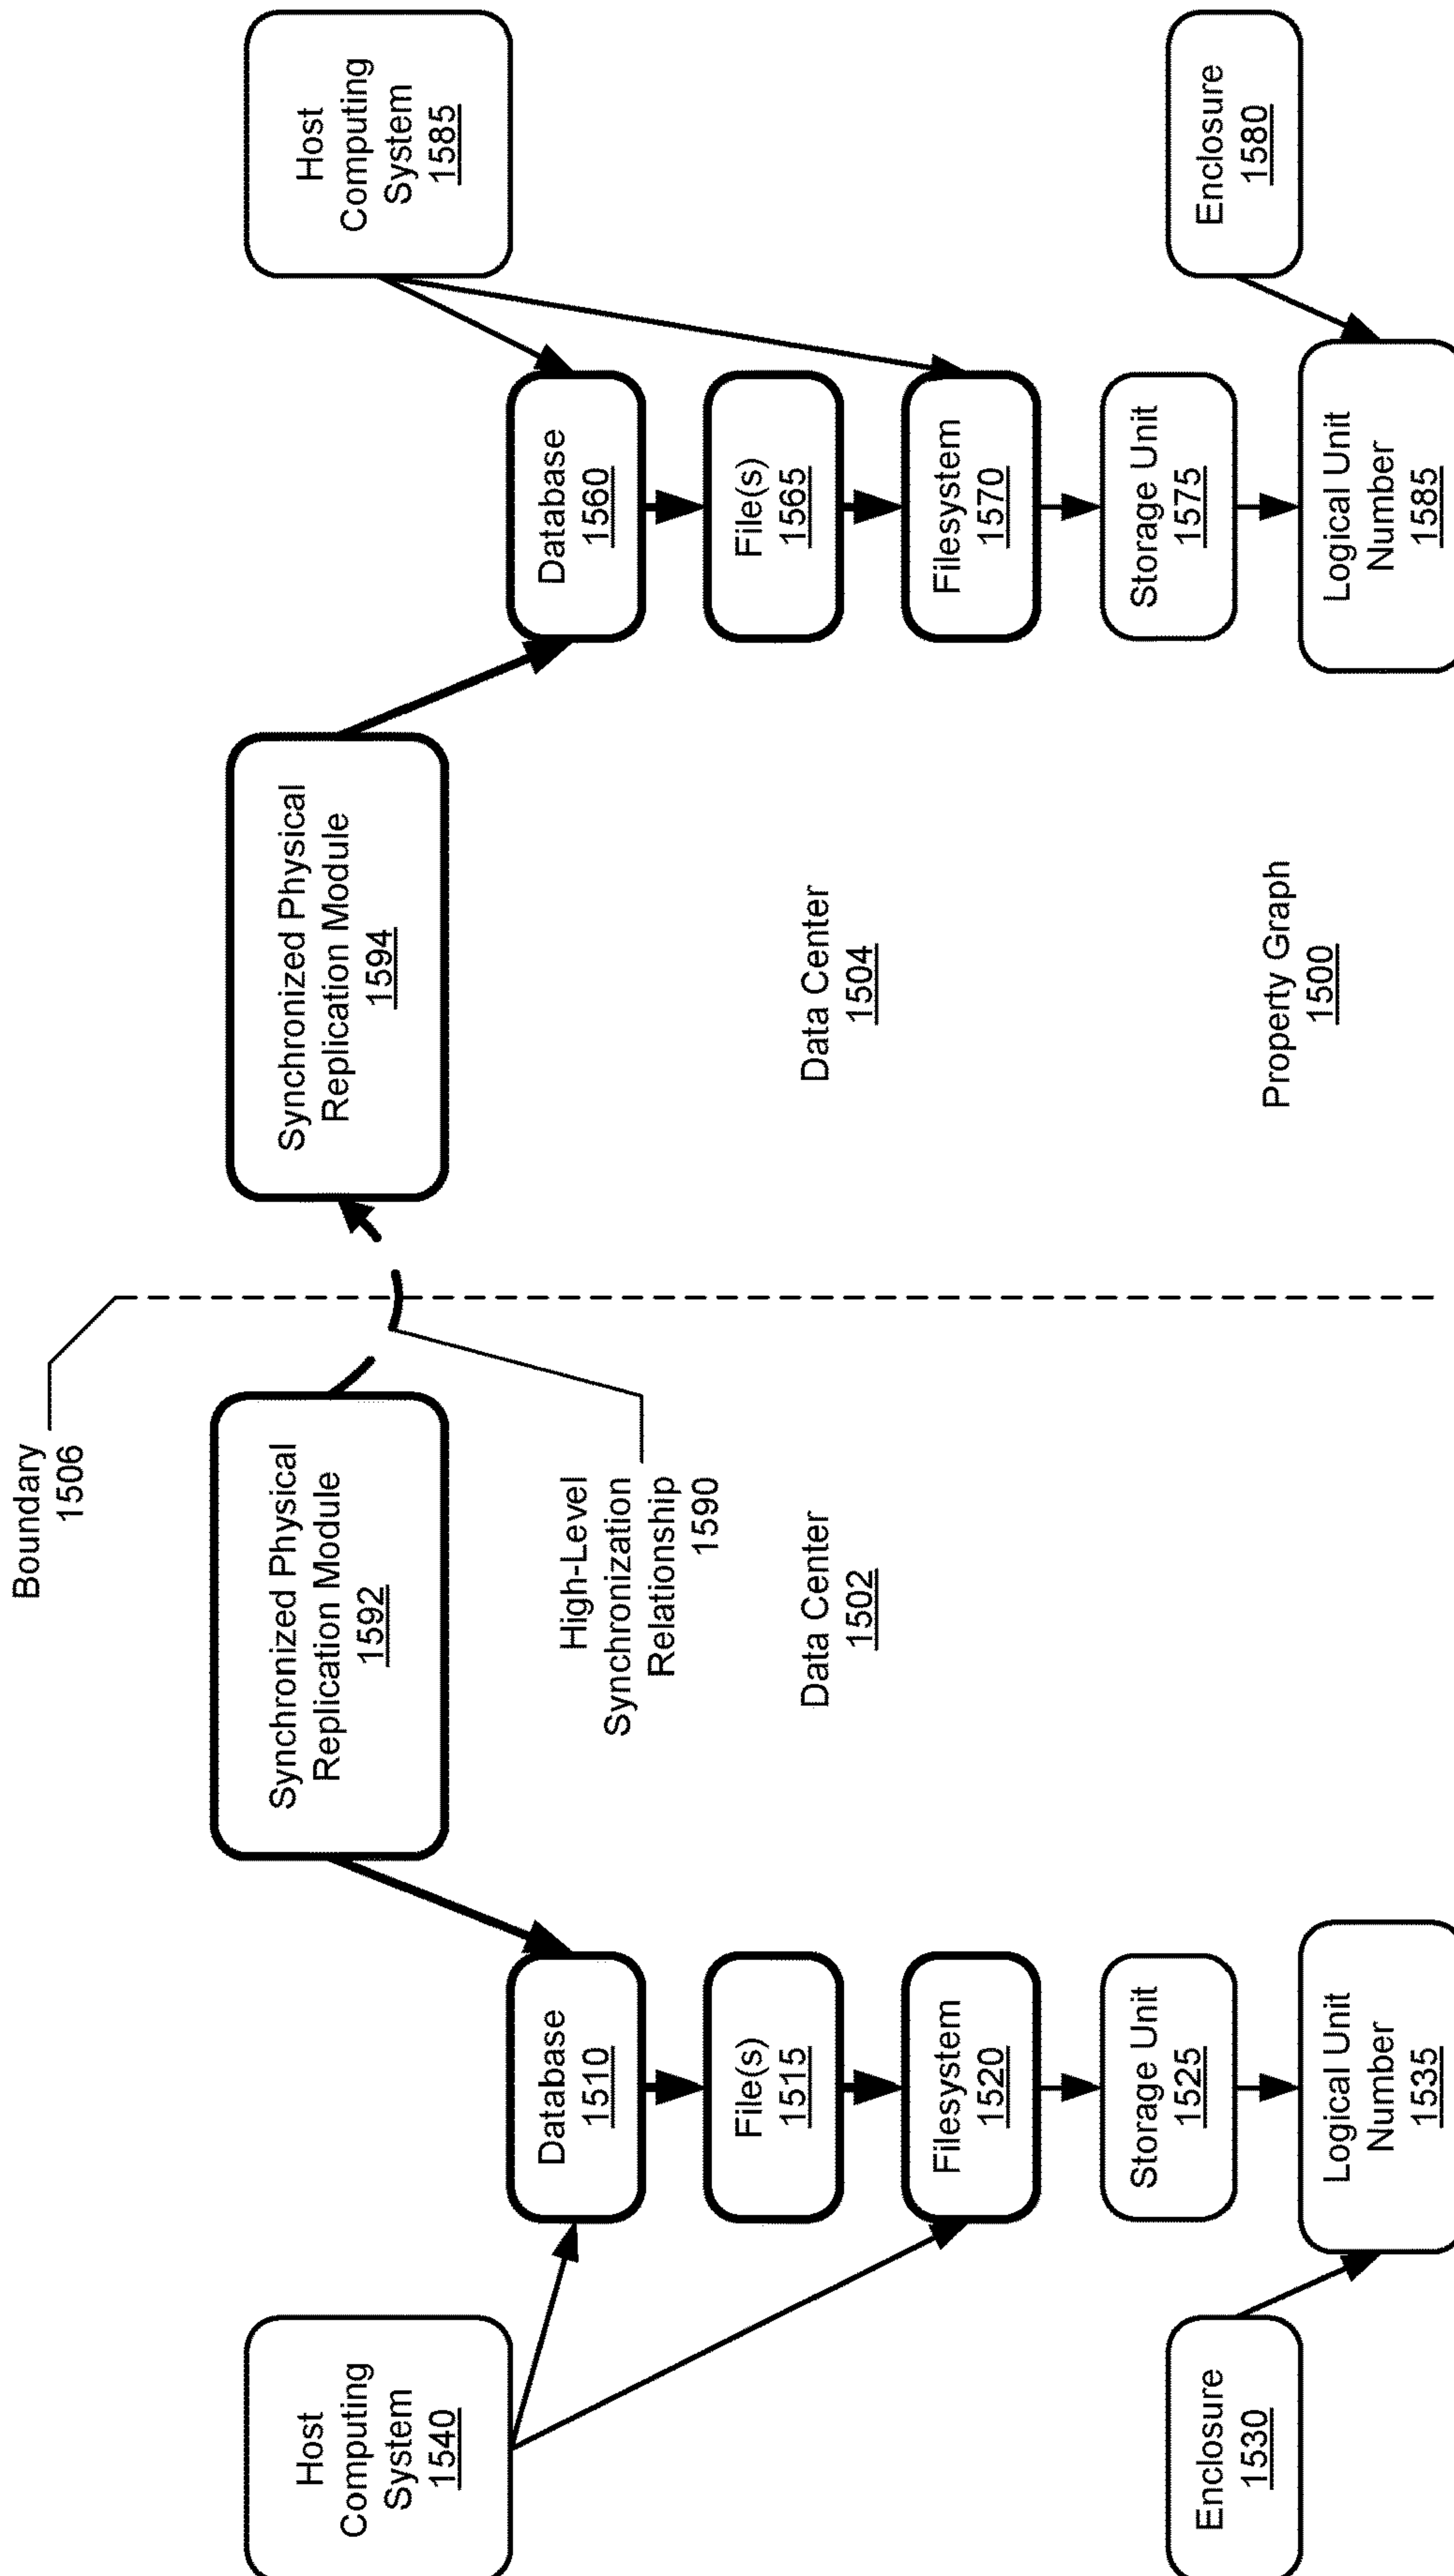 Boundary
1506
Host
Computing
System
1540
Synchronized Physical
Replication Module
1592
Synchronized Physical
Replication Module
1594
Host
Computing
System
1585
High-Level
Synchronization
Relationship
1590
Database
1510
Database
1560
File(s)
1515
File(s)
1565
Data Center
1502
Data Center
1504
Filesystem
1520
Filesystem
1570
Storage Unit
1525
Storage Unit
1575
Enclosure
1530
Enclosure
1580
Property Graph
1500
Logical Unit
Number
1535
Logical Unit
Number
1585